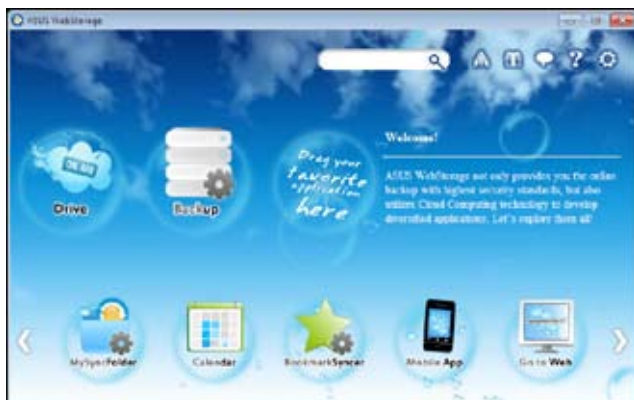 ASUS WebStorage
Welcome!
ASUS WebStorage not only provides you the online
backup with highest security standards, but also
utilizes Cloud Computing technology to develop
diversified applications. Let's explore them all!
Drag your
favorite
application
here
Drive
Backup
MySyncFolder
Calendar
BookmarkSyncer
Mobile App
Go to Web